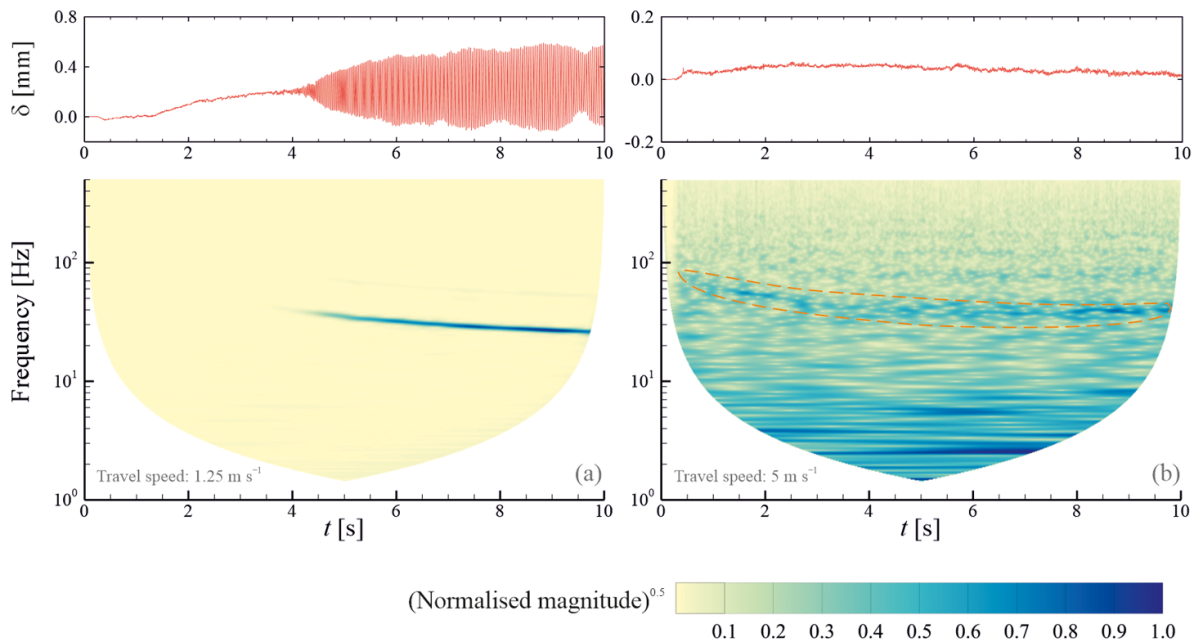 0.8
0.4
0.0
δ [mm]
0 2 4 6 8 10
0.2
0.0
-0.2
0 2 4 6 8 10
10²
10¹
10⁰
Frequency [Hz]
Travel speed: 1.25 m s⁻¹
(a)
0 2 4 6 8 10
t [s]
10²
10¹
10⁰
Travel speed: 5 m s⁻¹
(b)
0 2 4 6 8 10
t [s]
(Normalised magnitude)⁰·⁵
0.1 0.2 0.3 0.4 0.5 0.6 0.7 0.8 0.9 1.0